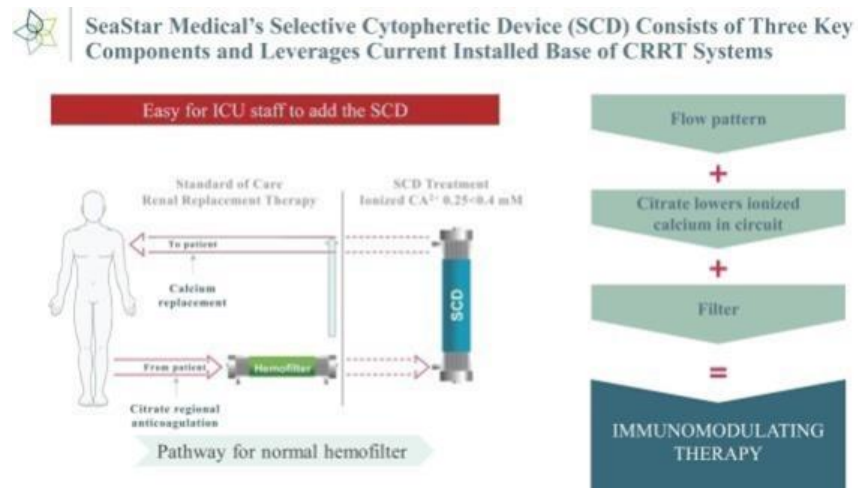 SeaStar Medical's Selective Cytopheretic Device (SCD) Consists of Three Key
Components and Leverages Current Installed Base of CRRT Systems
Easy for ICU staff to add the SCD
Standard of Care
Renal Replacement Therapy
SCD Treatment
Ionized CA²⁺ 0.25<0.4 mM
To patient
Calcium
replacement
SCD
From patient
Hemofilter
Citrate regional
anticoagulation
Pathway for normal hemofilter
Flow pattern
+
Citrate lowers ionized
calcium in circuit
+
Filter
=
IMMUNOMODULATING
THERAPY